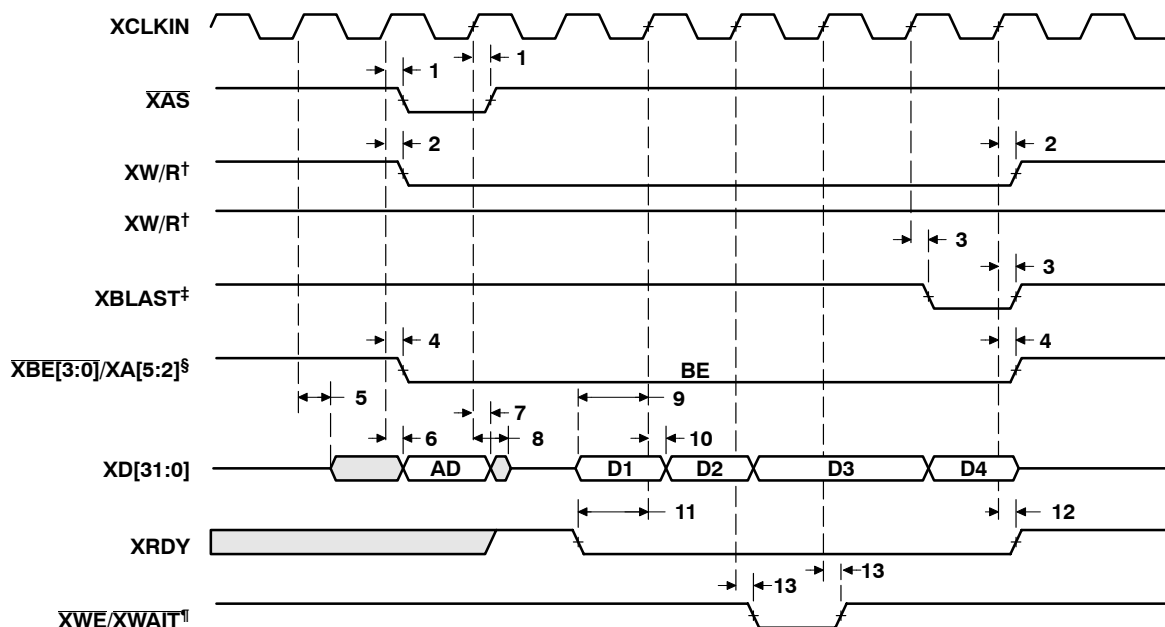 XCLKIN
1
1
XAS
2
2
XW/R†
XW/R†
3
3
XBLAST‡
4
4
XBE[3:0]/XA[5:2]§
BE
5
9
7
6
8
10
XD[31:0]
AD
D1
D2
D3
D4
11
12
XRDY
13
13
XWE/XWAIT¶